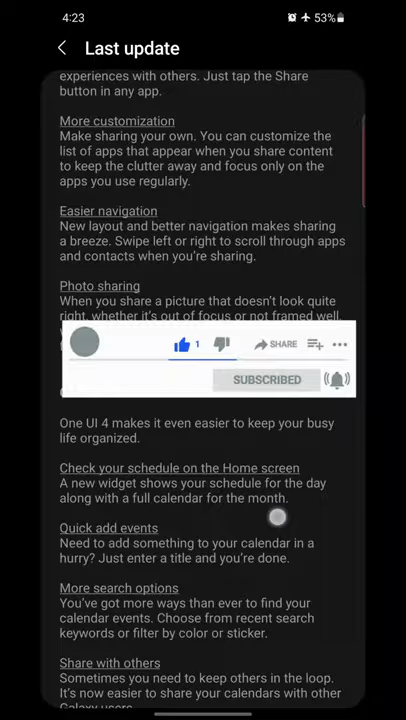 4:23
53%
Last update
experiences with others. Just tap the Share
button in any app.
More customization
Make sharing your own. You can customize the
list of apps that appear when you share content
to keep the clutter away and focus only on the
apps you use regularly.
Easier navigation
New layout and better navigation makes sharing
a breeze. Swipe left or right to scroll through apps
and contacts when you're sharing.
Photo sharing
When you share a picture that doesn't look quite
right, whether it's out of focus or not framed well,
1
SHARE
SUBSCRIBED
One UI 4 makes it even easier to keep your busy
life organized.
Check your schedule on the Home screen
A new widget shows your schedule for the day
along with a full calendar for the month.
Quick add events
Need to add something to your calendar in a
hurry? Just enter a title and you're done.
More search options
You've got more ways than ever to find your
calendar events. Choose from recent search
keywords or filter by color or sticker.
Share with others
Sometimes you need to keep others in the loop.
It's now easier to share your calendars with other
Galaxy users